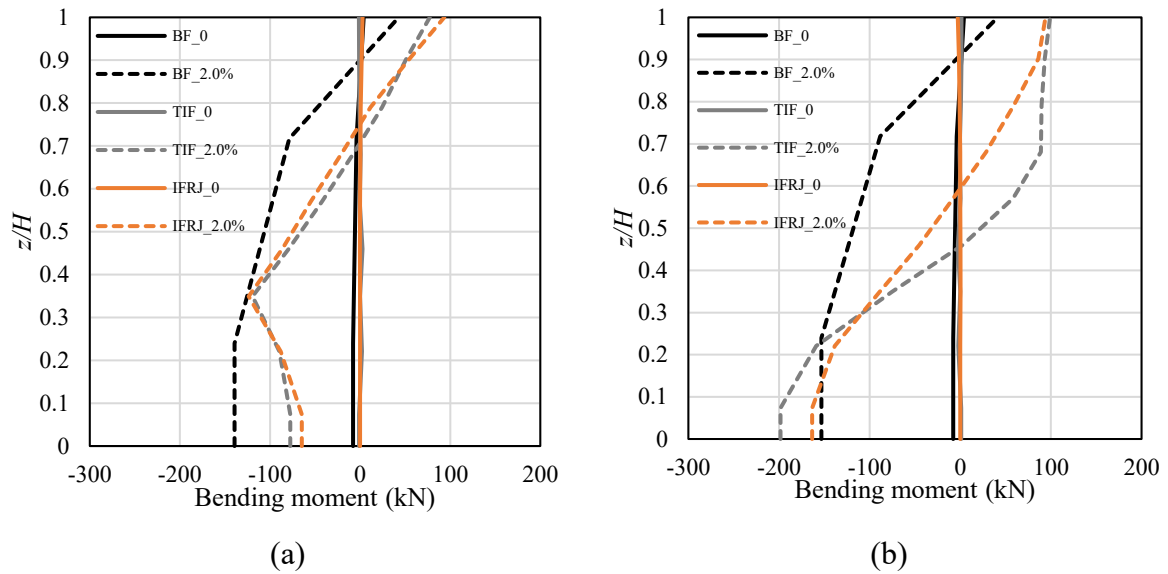 z/H
1
0.9
0.8
0.7
0.6
0.5
0.4
0.3
0.2
0.1
0
BF_0
BF_2.0%
TIF_0
TIF_2.0%
IFRJ_0
IFRJ_2.0%
-300 -200 -100 0 100 200
Bending moment (kN)
(a)
z/H
1
0.9
0.8
0.7
0.6
0.5
0.4
0.3
0.2
0.1
0
BF_0
BF_2.0%
TIF_0
TIF_2.0%
IFRJ_0
IFRJ_2.0%
-300 -200 -100 0 100 200
Bending moment (kN)
(b)